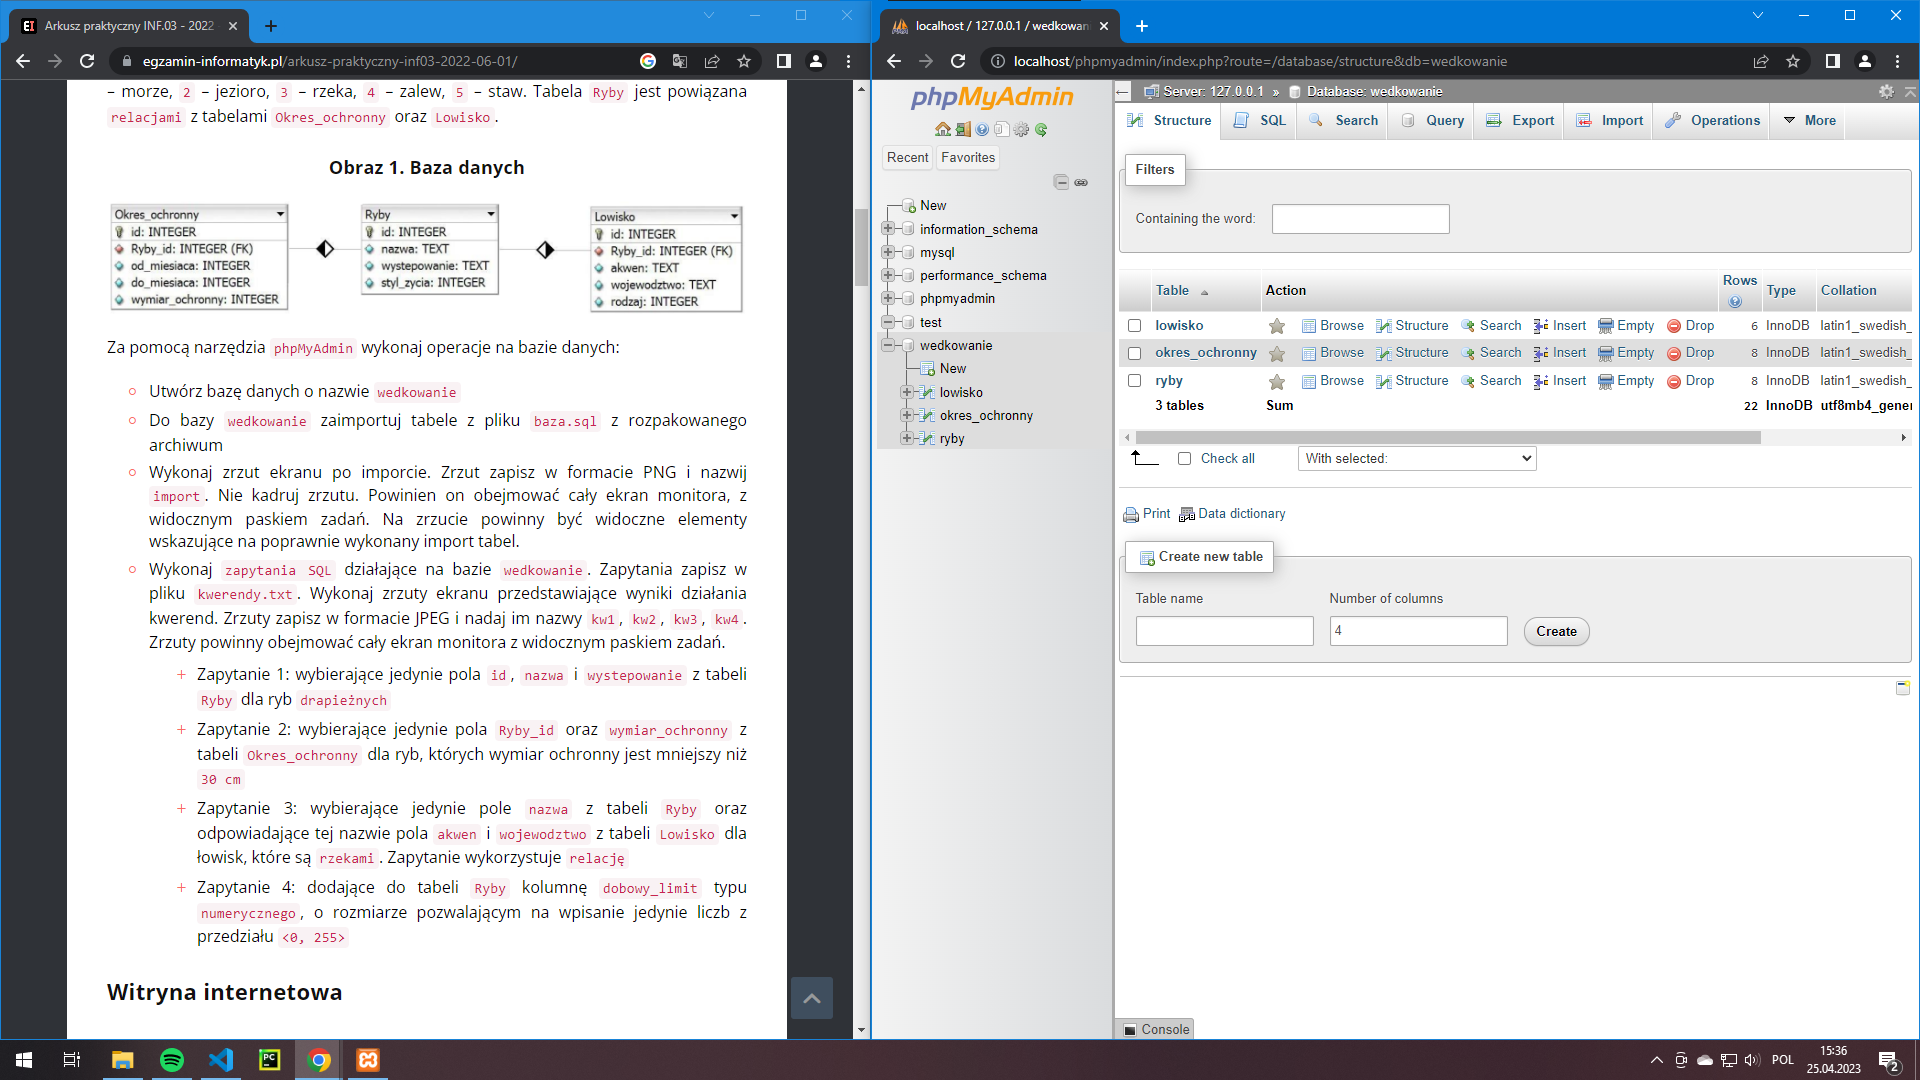 Arkusz praktyczny INF.03 - 2022
egzamin-informatyk.pl/arkusz-praktyczny-inf03-2022-06-01/
– morze, 2 – jezioro, 3 – rzeka, 4 – zalew, 5 – staw. Tabela Ryby jest powiązana
relacjami z tabelami Okres_ochronny oraz Lowisko.
Obraz 1. Baza danych
Okres_ochronny
id: INTEGER
Ryby_id: INTEGER (FK)
od_miesiaca: INTEGER
do_miesiaca: INTEGER
wymiar_ochronny: INTEGER
Ryby
id: INTEGER
nazwa: TEXT
wystepowanie: TEXT
styl_zycia: INTEGER
Lowisko
id: INTEGER
Ryby_id: INTEGER (FK)
akwen: TEXT
wojewodztwo: TEXT
rodzaj: INTEGER
Za pomocą narzędzia phpMyAdmin wykonaj operacje na bazie danych:
Utwórz bazę danych o nazwie wedkowanie
Do bazy wedkowanie zaimportuj tabele z pliku baza.sql z rozpakowanego
archiwum
Wykonaj zrzut ekranu po imporcie. Zrzut zapisz w formacie PNG i nazwij
import. Nie kadruj zrzutu. Powinien on obejmować cały ekran monitora, z
widocznym paskiem zadań. Na zrzucie powinny być widoczne elementy
wskazujące na poprawnie wykonany import tabel.
Wykonaj zapytania SQL działające na bazie wedkowanie. Zapytania zapisz w
pliku kwerendy.txt. Wykonaj zrzuty ekranu przedstawiające wyniki działania
kwerend. Zrzuty zapisz w formacie JPEG i nadaj im nazwy kw1, kw2, kw3, kw4.
Zrzuty powinny obejmować cały ekran monitora z widocznym paskiem zadań.
+ Zapytanie 1: wybierające jedynie pola id, nazwa i wystepowanie z tabeli
Ryby dla ryb drapieżnych
+ Zapytanie 2: wybierające jedynie pola Ryby_id oraz wymiar_ochronny z
tabeli Okres_ochronny dla ryb, których wymiar ochronny jest mniejszy niż
30 cm
+ Zapytanie 3: wybierające jedynie pole nazwa z tabeli Ryby oraz
odpowiadające tej nazwie pola akwen i wojewodztwo z tabeli Lowisko dla
łowisk, które są rzekami. Zapytanie wykorzystuje relację
+ Zapytanie 4: dodające do tabeli Ryby kolumnę dobowy_limit typu
numerycznego, o rozmiarze pozwalającym na wpisanie jedynie liczb z
przedziału <0, 255>
Witryna internetowa
localhost / 127.0.0.1 / wedkowan
localhost/phpmyadmin/index.php?route=/database/structure&db=wedkowanie
phpMyAdmin
Recent Favorites
New
information_schema
mysql
performance_schema
phpmyadmin
test
wedkowanie
New
lowisko
okres_ochronny
ryby
Server: 127.0.0.1 » Database: wedkowanie
Structure SQL Search Query Export Import Operations More
Filters
Containing the word:
Table Action Rows Type Collation
lowisko Browse Structure Search Insert Empty Drop 6 InnoDB latin1_swedish_
okres_ochronny Browse Structure Search Insert Empty Drop 8 InnoDB latin1_swedish_
ryby Browse Structure Search Insert Empty Drop 8 InnoDB latin1_swedish_
3 tables Sum 22 InnoDB utf8mb4_gener
Check all With selected:
Print Data dictionary
Create new table
Table name Number of columns
4 Create
Console
PC POL 15:36
25.04.2023
2